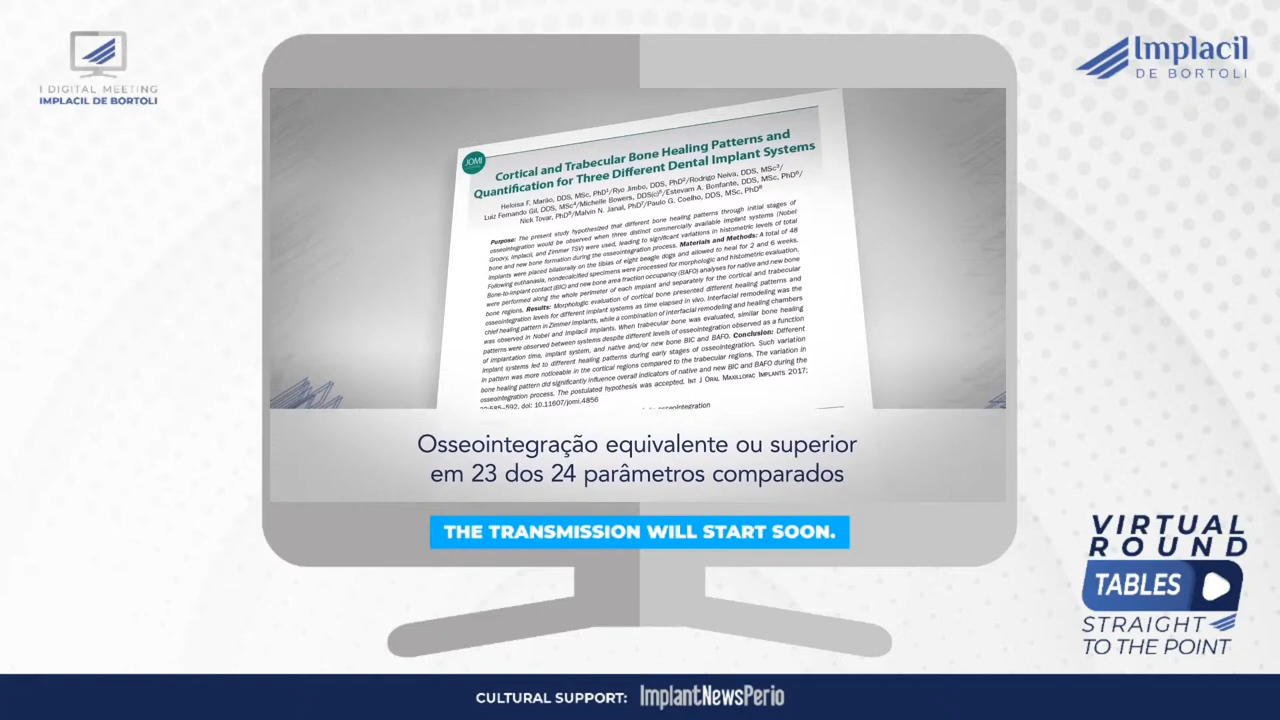 I DIGITAL MEETING
IMPLACIL DE BORTOLI
Implacil
DE BORTOLI
JOMI
Cortical and Trabecular Bone Healing Patterns and
Quantification for Three Different Dental Implant Systems
Heloisa F. Marão, DDS, MSc, PhD1/Ryo Jimbo, DDS, PhD2/Rodrigo Neiva, DDS, MSc3/
Luiz Fernando Gil, DDS, MSc4/Michelle Bowers, DDS(c)5/Estevam A. Bonfante, DDS, MSc, PhD6/
Nick Tovar, PhD5/Malvin N. Janal, PhD7/Paulo G. Coelho, DDS, MSc, PhD8
Purpose: The present study hypothesized that different bone healing patterns through initial stages of
osseointegration would be observed when three distinct commercially available implant systems (Nobel
Groovy, Implacil, and Zimmer TSV) were used, leading to significant variations in histometric levels of total
bone and new bone formation during the osseointegration process. Materials and Methods: A total of 48
implants were placed bilaterally on the tibias of eight beagle dogs and allowed to heal for 2 and 6 weeks.
Following euthanasia, nondecalcified specimens were processed for morphologic and histometric evaluation.
Bone-to-implant contact (BIC) and new bone area fraction occupancy (BAFO) analyses for native and new bone
were performed along the whole perimeter of each implant and separately for the cortical and trabecular
bone regions. Results: Morphologic evaluation of cortical bone presented different healing patterns and
osseointegration levels for different implant systems as time elapsed in vivo. Interfacial remodeling was the
chief healing pattern in Zimmer implants, while a combination of interfacial remodeling and healing chambers
was observed in Nobel and Implacil implants. When trabecular bone was evaluated, similar bone healing
patterns were observed between systems despite different levels of osseointegration observed as a function
of implantation time, implant system, and native and/or new bone BIC and BAFO. Conclusion: Different
implant systems led to different healing patterns during early stages of osseointegration. Such variation
in pattern was more noticeable in the cortical regions compared to the trabecular regions. The variation in
bone healing pattern did significantly influence overall indicators of native and new BIC and BAFO during the
osseointegration process. The postulated hypothesis was accepted. INT J ORAL MAXILLOFAC IMPLANTS 2017;
32:585–592. doi: 10.11607/jomi.4856
osseointegration
Osseointegração equivalente ou superior
em 23 dos 24 parâmetros comparados
THE TRANSMISSION WILL START SOON.
VIRTUAL
ROUND
TABLES
STRAIGHT
TO THE POINT
CULTURAL SUPPORT: ImplantNewsPerio